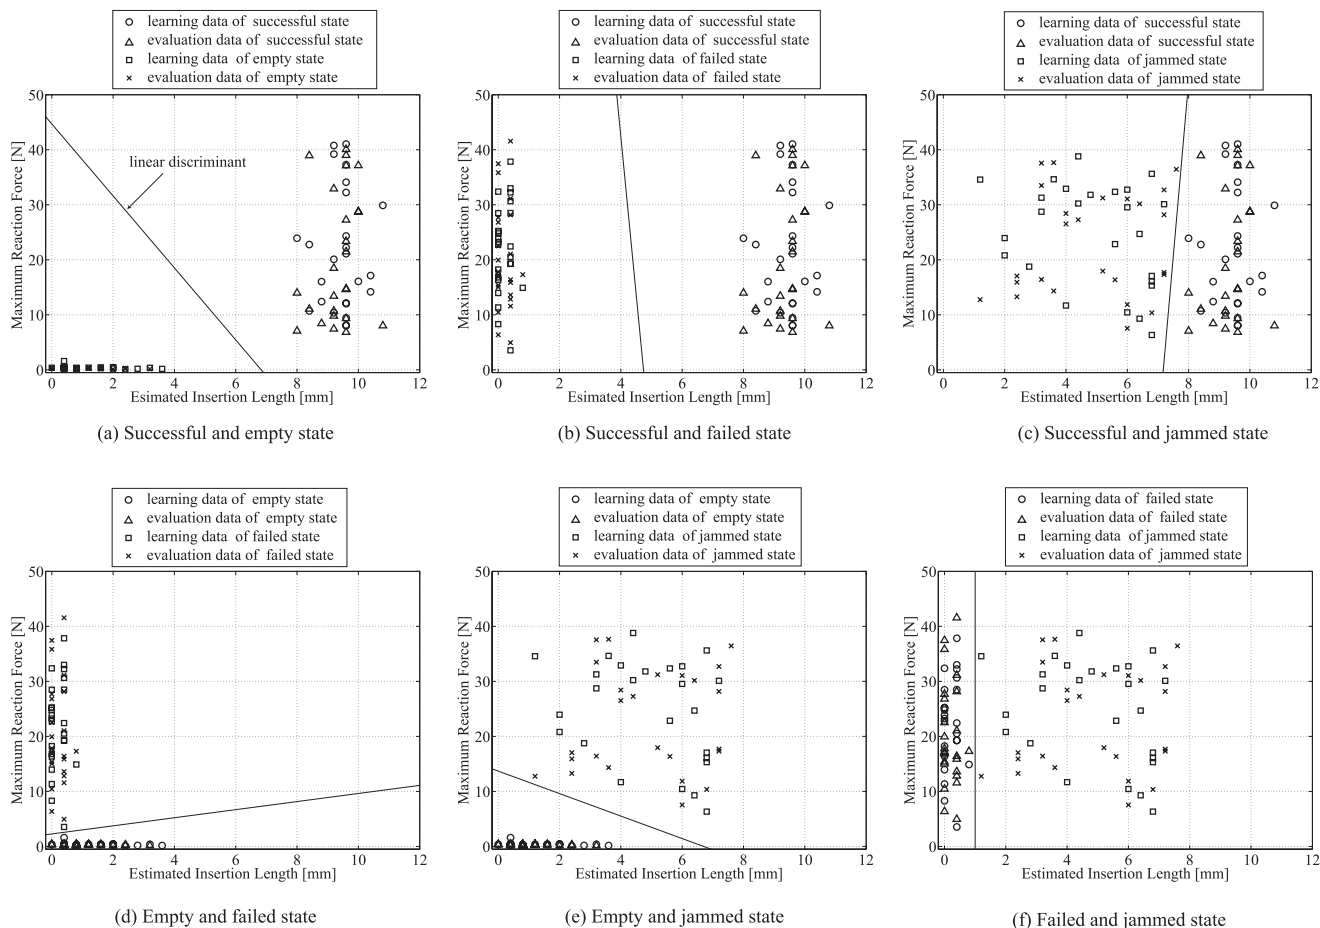 learning data of successful state
evaluation data of successful state
learning data of empty state
evaluation data of empty state
learning data of successful state
evaluation data of successful state
learning data of failed state
evaluation data of failed state
learning data of successful state
evaluation data of successful state
learning data of jammed state
evaluation data of jammed state
50
40
30
20
10
0
Maximum Reaction Force [N]
linear discriminant
0 2 4 6 8 10 12
Esimated Insertion Length [mm]
(a) Successful and empty state
50
40
30
20
10
0
Maximum Reaction Force [N]
0 2 4 6 8 10 12
Estimated Insertion Length [mm]
(b) Successful and failed state
50
40
30
20
10
0
Maximum Reaction Force [N]
0 2 4 6 8 10 12
Estimated Insertion Length [mm]
(c) Successful and jammed state
learning data of empty state
evaluation data of empty state
learning data of failed state
evaluation data of failed state
learning data of empty state
evaluation data of empty state
learning data of jammed state
evaluation data of jammed state
learning data of failed state
evaluation data of failed state
learning data of jammed state
evaluation data of jammed state
50
40
30
20
10
0
Maximum Reaction Force [N]
0 2 4 6 8 10 12
Estimated Insertion Length [mm]
(d) Empty and failed state
50
40
30
20
10
0
Maximum Reaction Force [N]
0 2 4 6 8 10 12
Estimated Insertion Length [mm]
(e) Empty and jammed state
50
40
30
20
10
0
Maximum Reaction Force [N]
0 2 4 6 8 10 12
Estimated Insertion Length [mm]
(f) Failed and jammed state